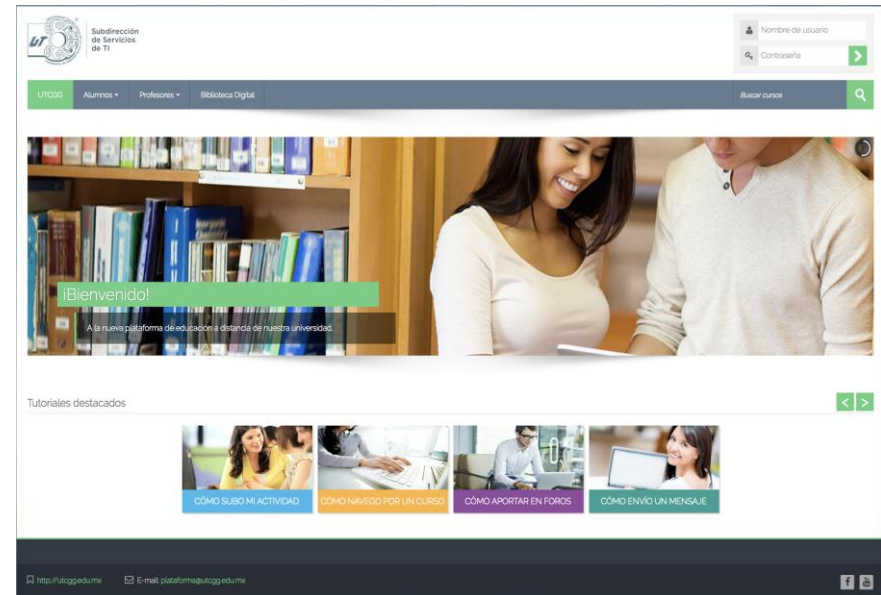 UT
Subdirección
de Servicios
de TI
Nombre de usuario
Contraseña
UTCGG
Alumnos
Profesores
Biblioteca Digital
Buscar cursos
¡Bienvenido!
A la nueva plataforma de educación a distancia de nuestra universidad.
Tutoriales destacados
< >
CÓMO SUBO MI ACTIVIDAD
CÓMO NAVEGO POR UN CURSO
CÓMO APORTAR EN FOROS
CÓMO ENVÍO UN MENSAJE
http://utcgg.edu.mx
E-mail: plataforma@utcgg.edu.mx